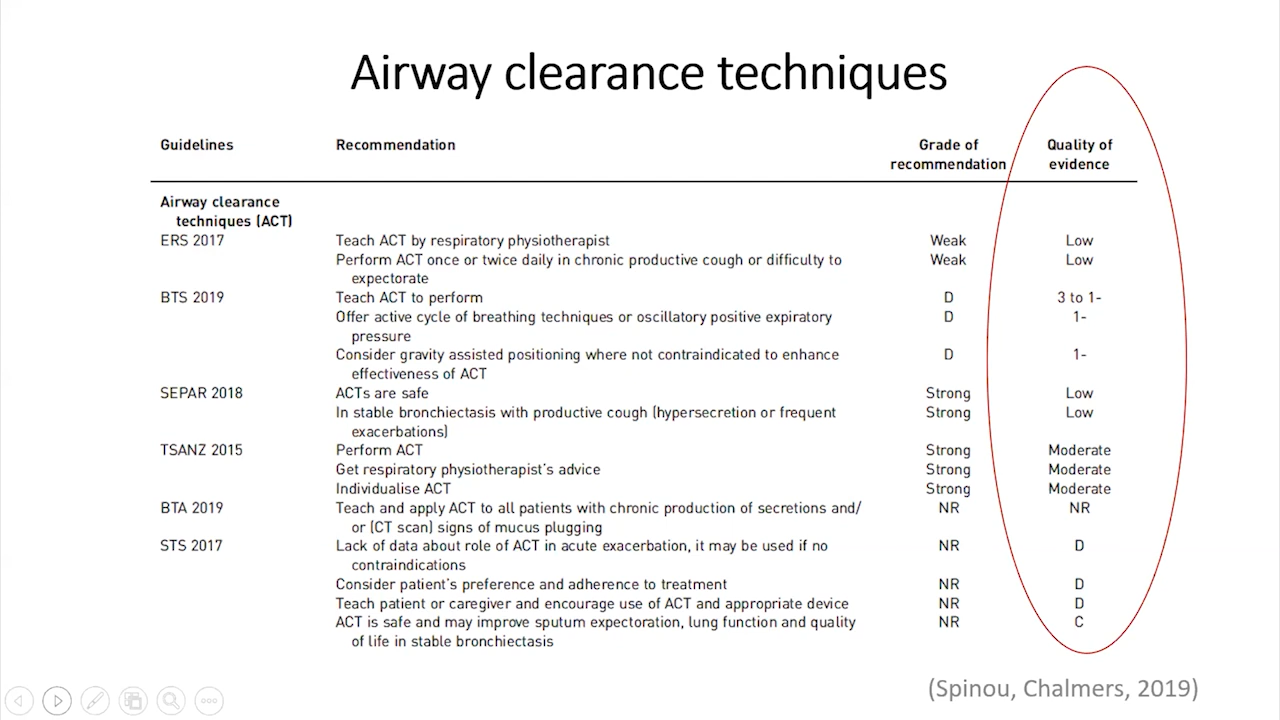 Airway clearance techniques
Guidelines Recommendation Grade of recommendation Quality of evidence
Airway clearance
techniques (ACT)
ERS 2017 Teach ACT by respiratory physiotherapist Weak Low
Perform ACT once or twice daily in chronic productive cough or difficulty to Weak Low
expectorate
BTS 2019 Teach ACT to perform D 3 to 1-
Offer active cycle of breathing techniques or oscillatory positive expiratory D 1-
pressure
Consider gravity assisted positioning where not contraindicated to enhance D 1-
effectiveness of ACT
SEPAR 2018 ACTs are safe Strong Low
In stable bronchiectasis with productive cough (hypersecretion or frequent Strong Low
exacerbations)
TSANZ 2015 Perform ACT Strong Moderate
Get respiratory physiotherapist's advice Strong Moderate
Individualise ACT Strong Moderate
BTA 2019 Teach and apply ACT to all patients with chronic production of secretions and/ NR NR
or (CT scan) signs of mucus plugging
STS 2017 Lack of data about role of ACT in acute exacerbation, it may be used if no NR D
contraindications
Consider patient's preference and adherence to treatment NR D
Teach patient or caregiver and encourage use of ACT and appropriate device NR D
ACT is safe and may improve sputum expectoration, lung function and quality NR C
of life in stable bronchiectasis
(Spinou, Chalmers, 2019)